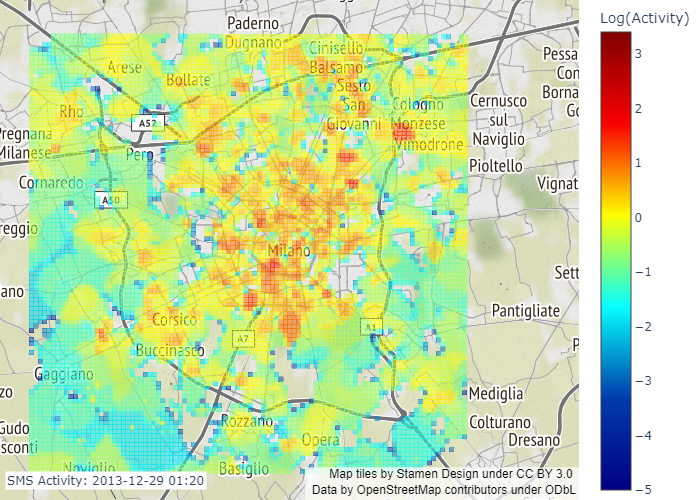 Log(Activity)
Paderno
Dugnano
Cinisello
Balsamo
Arese
Bollate
Sesto
San
Giovanni
Rho
A52
Cologno
Monzese
Vimodrone
Cernusco
sul
Naviglio
Pregnana
Milanese
Pero
Pioltello
Cornaredo
A50
Vignat
reggio
Milano
Sett
ano
Pantigliate
Corsico
A7
A1
Buccinasco
Gaggiano
Mediglia
Rozzano
Colturano
Dresano
Opera
Gudo
sconti
Noviglio
Basiglio
Pessa
Con
Borna
Go
zo
P
3
2
1
0
−1
−2
−3
−4
−5
SMS Activity: 2013-12-29 01:20
Map tiles by Stamen Design under CC BY 3.0
Data by OpenStreetMap contributors under ODbL